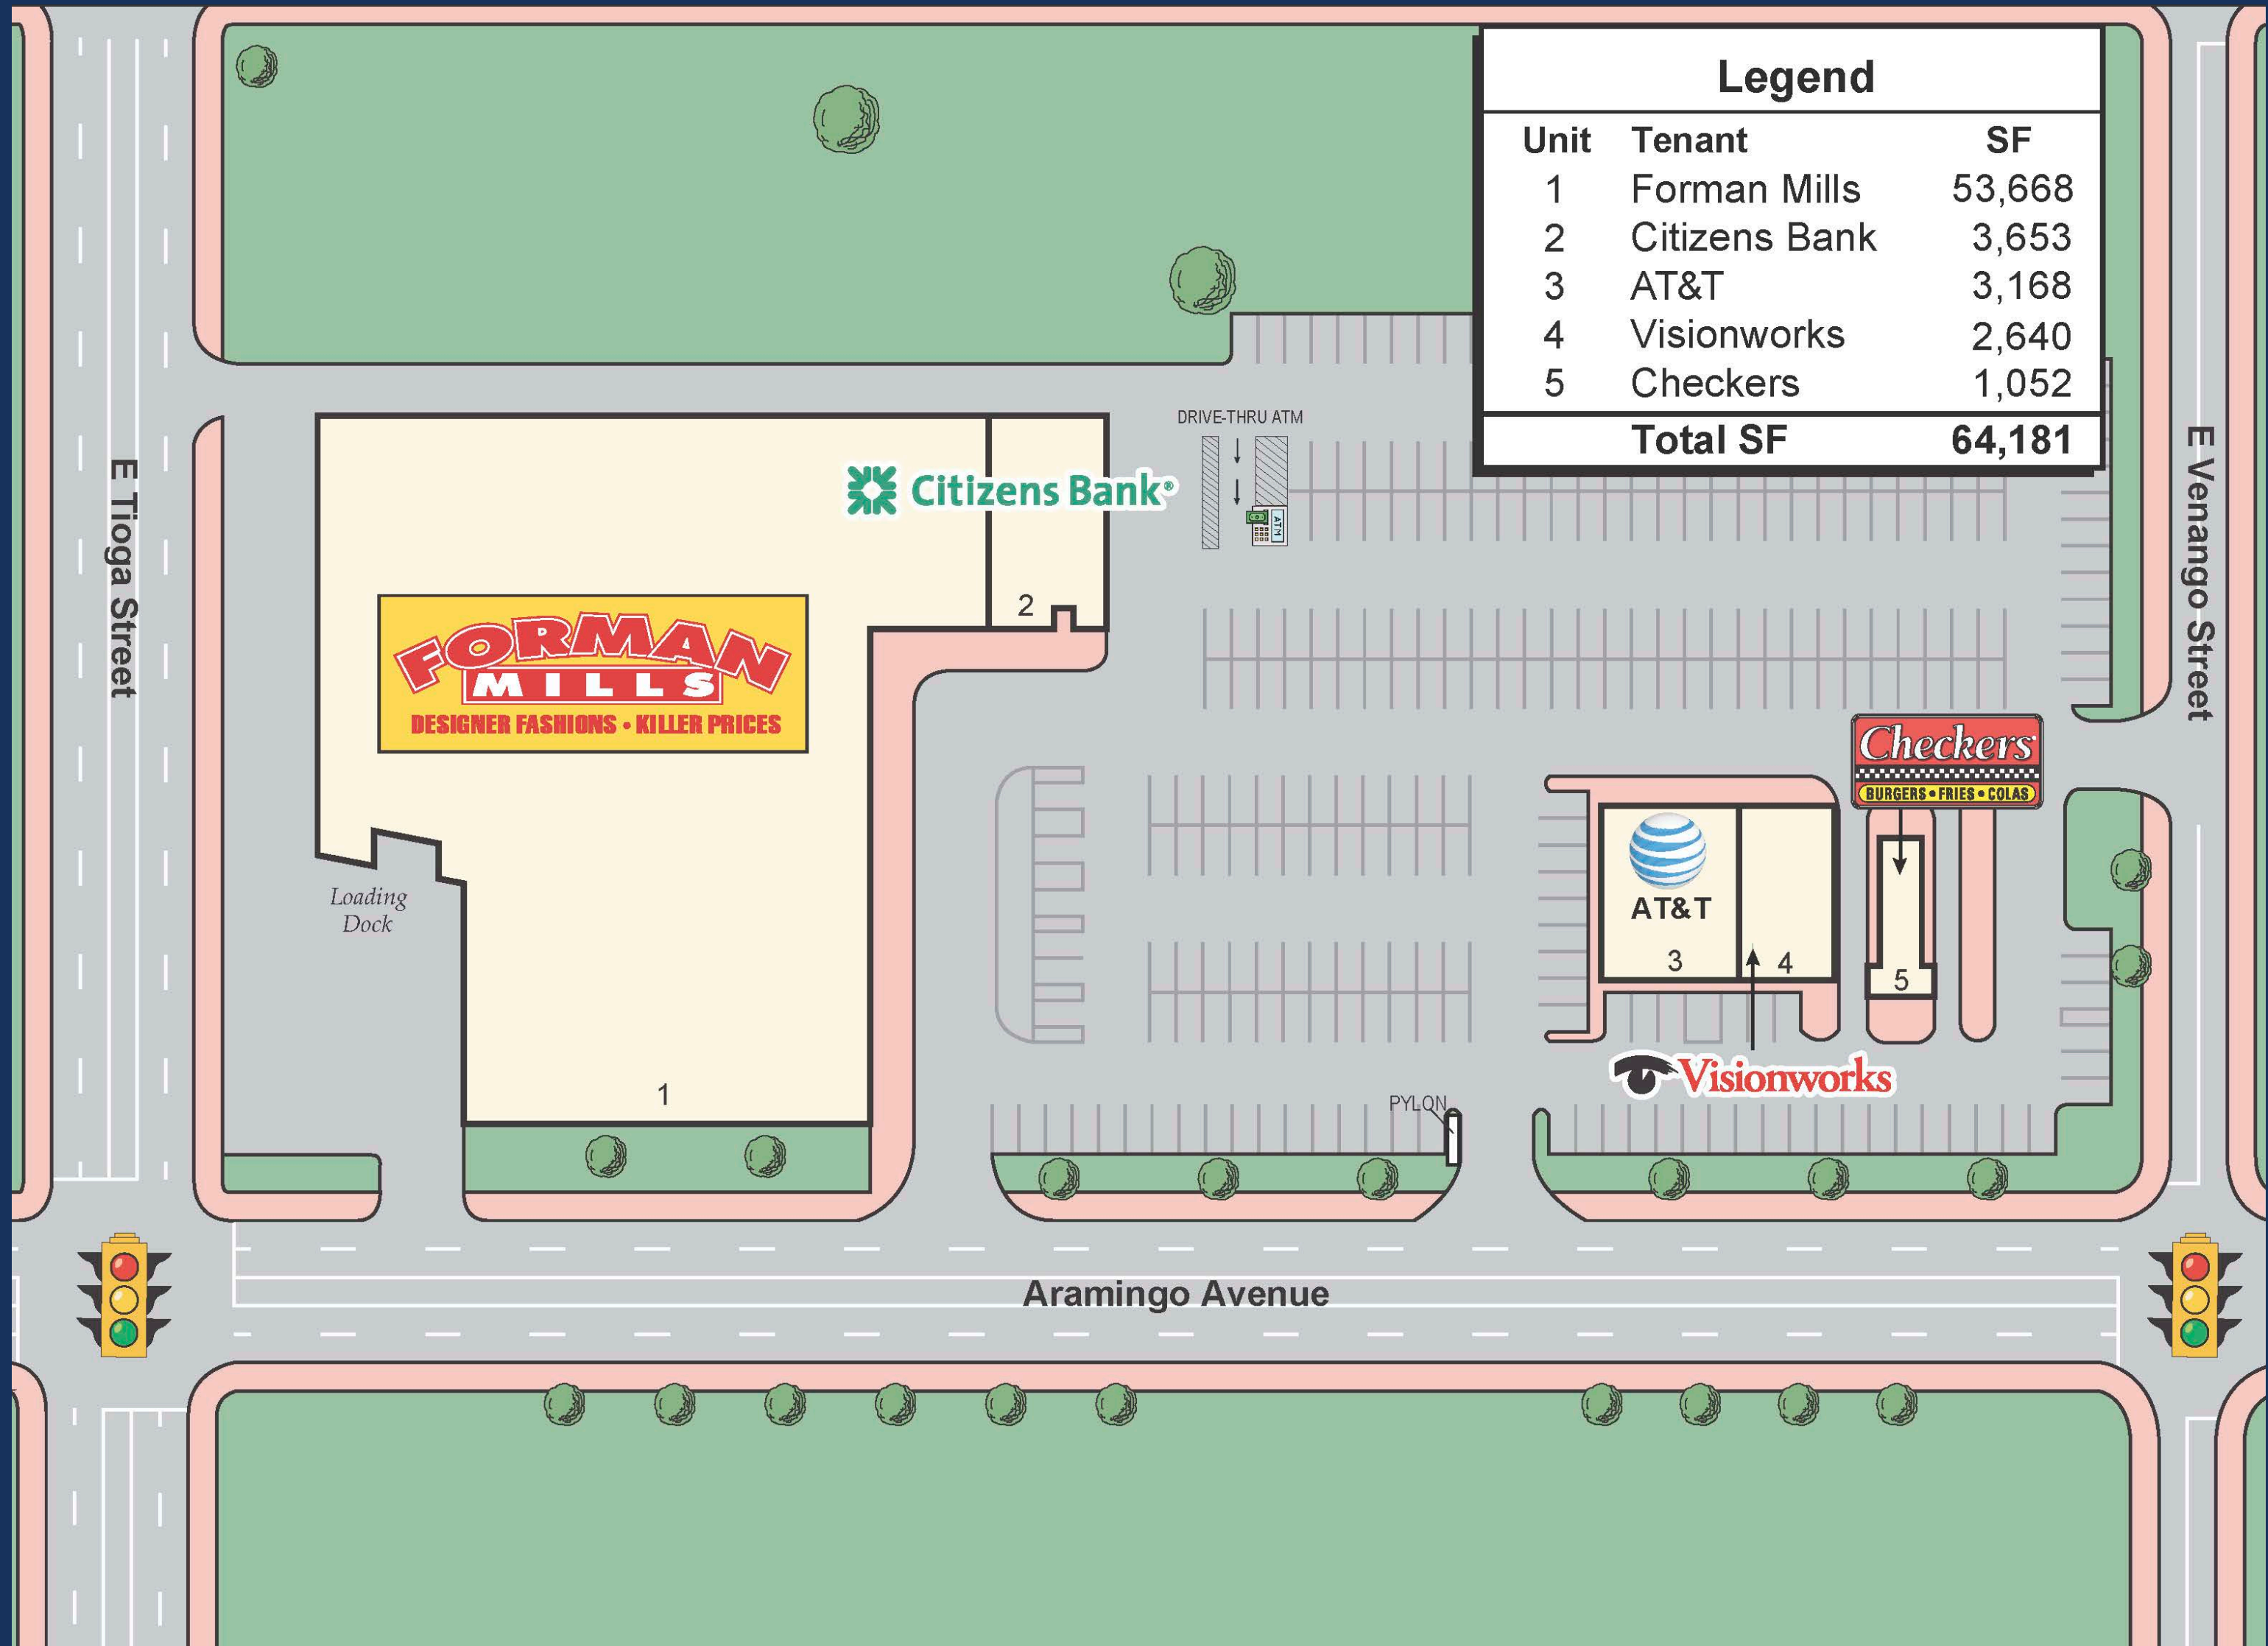 Legend
Unit Tenant SF
1 Forman Mills 53,668
2 Citizens Bank 3,653
3 AT&T 3,168
4 Visionworks 2,640
5 Checkers 1,052
Total SF 64,181
DRIVE-THRU ATM
Citizens Bank®
ATM
E Tioga Street
E Venango Street
2
FORMAN
MILLS
DESIGNER FASHIONS • KILLER PRICES
Checkers
BURGERS • FRIES • COLAS
Loading
Dock
AT&T
3
4
5
Visionworks
1
PYLON
Aramingo Avenue